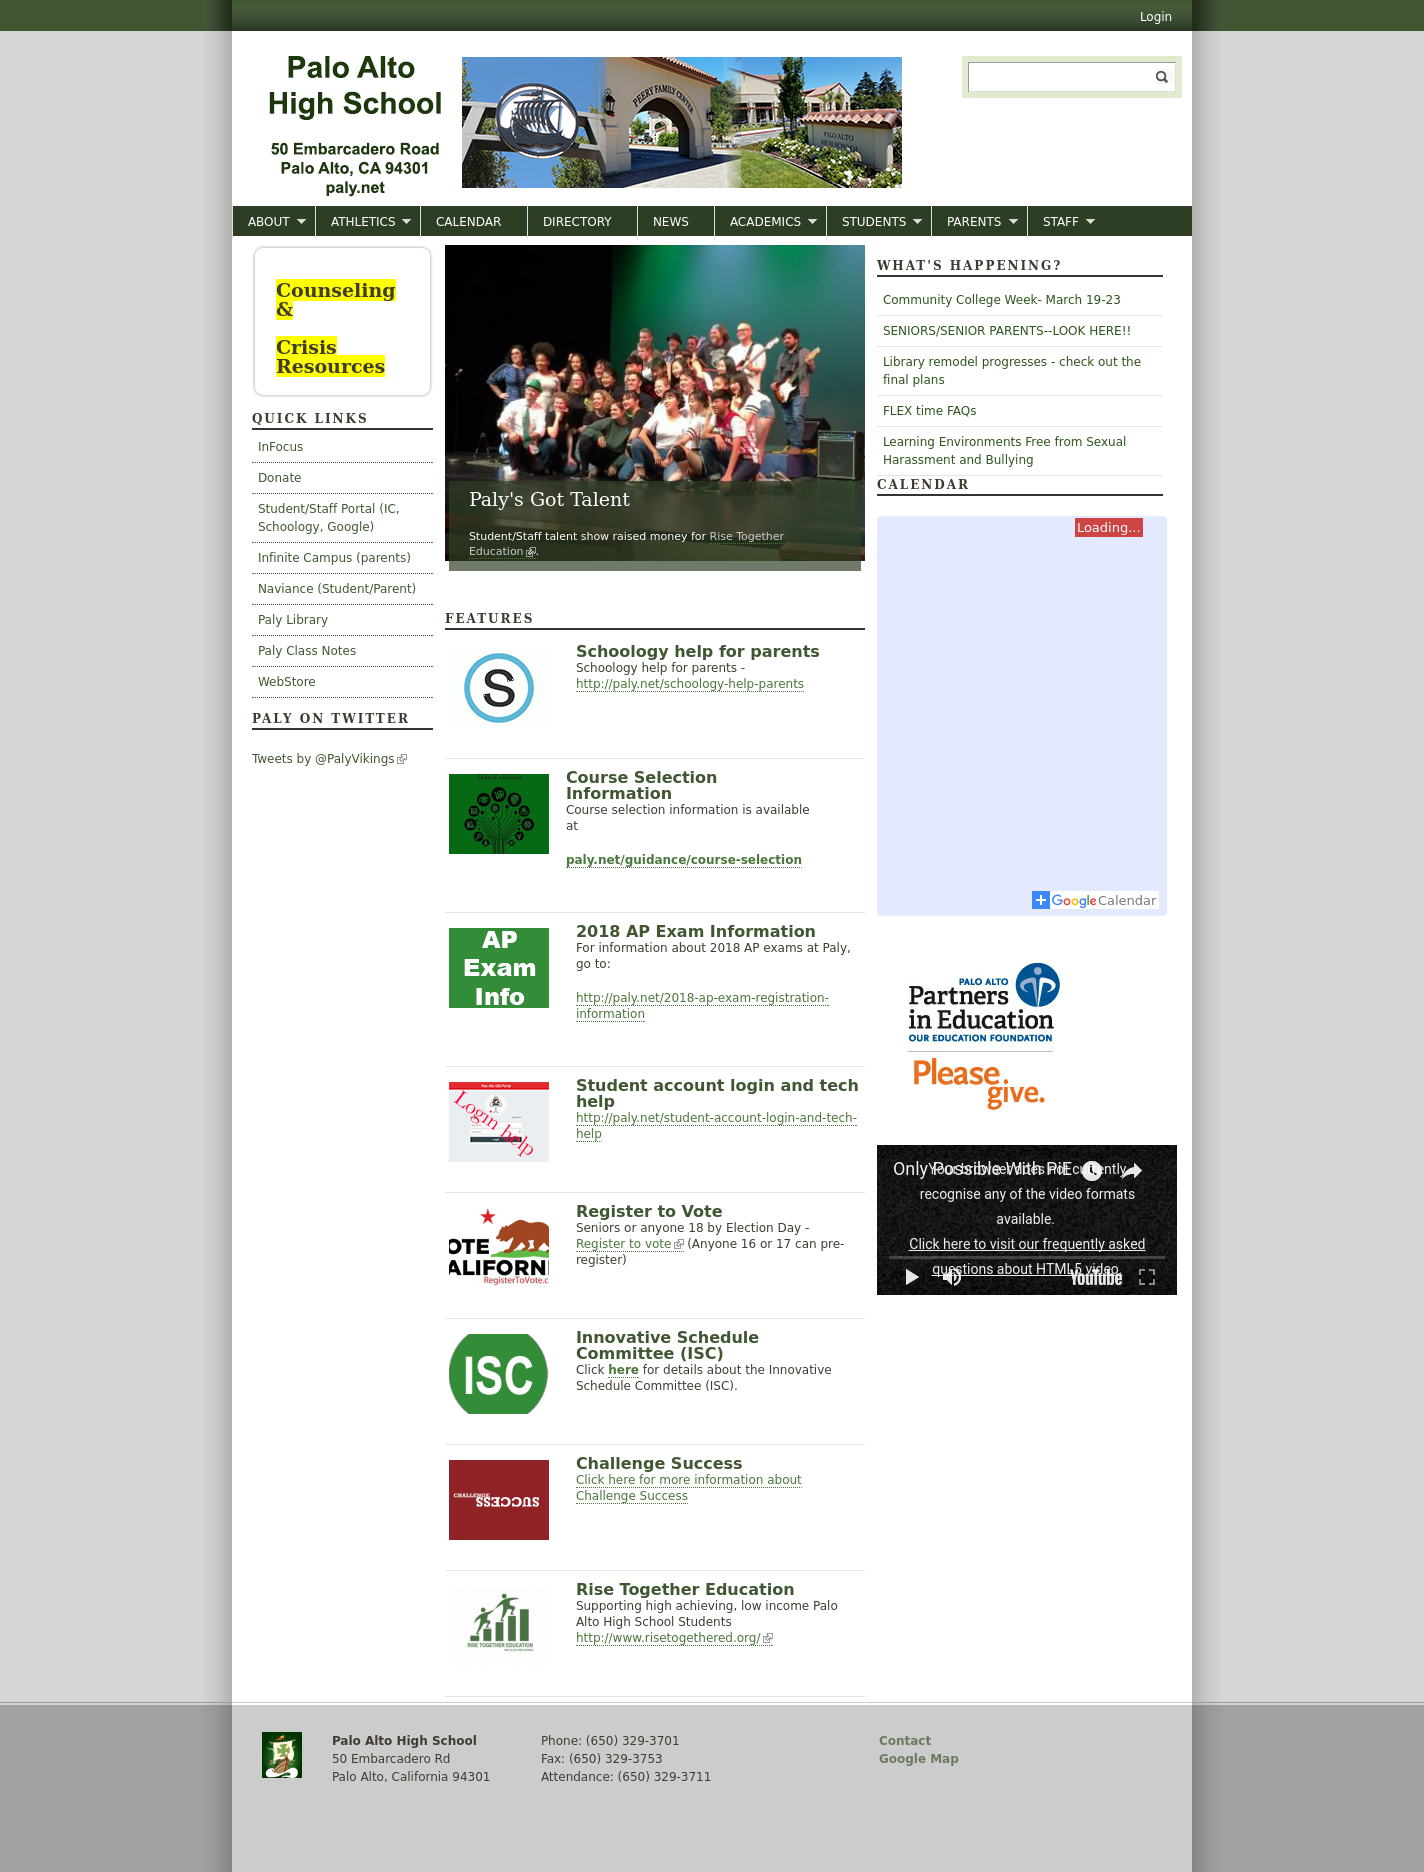 Login
Palo Alto
High School
50 Embarcadero Road
Palo Alto, CA 94301
paly.net
PEERY FAMILY CENTER
PALO ALTO
HIGH SCHOOL
ABOUT
ATHLETICS
CALENDAR
DIRECTORY
NEWS
ACADEMICS
STUDENTS
PARENTS
STAFF
Counseling
&
Crisis
Resources
QUICK LINKS
InFocus
Donate
Student/Staff Portal (IC,
Schoology, Google)
Infinite Campus (parents)
Naviance (Student/Parent)
Paly Library
Paly Class Notes
WebStore
PALY ON TWITTER
Tweets by @PalyVikings
Paly's Got Talent
Student/Staff talent show raised money for Rise Together
Education.
FEATURES
S
Schoology help for parents
Schoology help for parents -
http://paly.net/schoology-help-parents
Course Selection
Information
Course selection information is available
at
paly.net/guidance/course-selection
AP
Exam
Info
2018 AP Exam Information
For information about 2018 AP exams at Paly,
go to:
http://paly.net/2018-ap-exam-registration-
information
Login help
Student account login and tech
help
http://paly.net/student-account-login-and-tech-
help
OTE
ALIFORN
RegisterToVote.c
Register to Vote
Seniors or anyone 18 by Election Day -
Register to vote (Anyone 16 or 17 can pre-
register)
ISC
Innovative Schedule
Committee (ISC)
Click here for details about the Innovative
Schedule Committee (ISC).
CHALLENGE
SUCCESS
Challenge Success
Click here for more information about
Challenge Success
RISE TOGETHER EDUCATION
Rise Together Education
Supporting high achieving, low income Palo
Alto High School Students
http://www.risetogethered.org/
WHAT'S HAPPENING?
Community College Week- March 19-23
SENIORS/SENIOR PARENTS--LOOK HERE!!
Library remodel progresses - check out the
final plans
FLEX time FAQs
Learning Environments Free from Sexual
Harassment and Bullying
CALENDAR
Loading...
Google Calendar
PALO ALTO
Partners
in Education
OUR EDUCATION FOUNDATION
Please
give.
Only Possible With PiE
Your browser does not currently
recognise any of the video formats
available.
Click here to visit our frequently asked
questions about HTML5 video.
YouTube
Palo Alto High School
50 Embarcadero Rd
Palo Alto, California 94301
Phone: (650) 329-3701
Fax: (650) 329-3753
Attendance: (650) 329-3711
Contact
Google Map